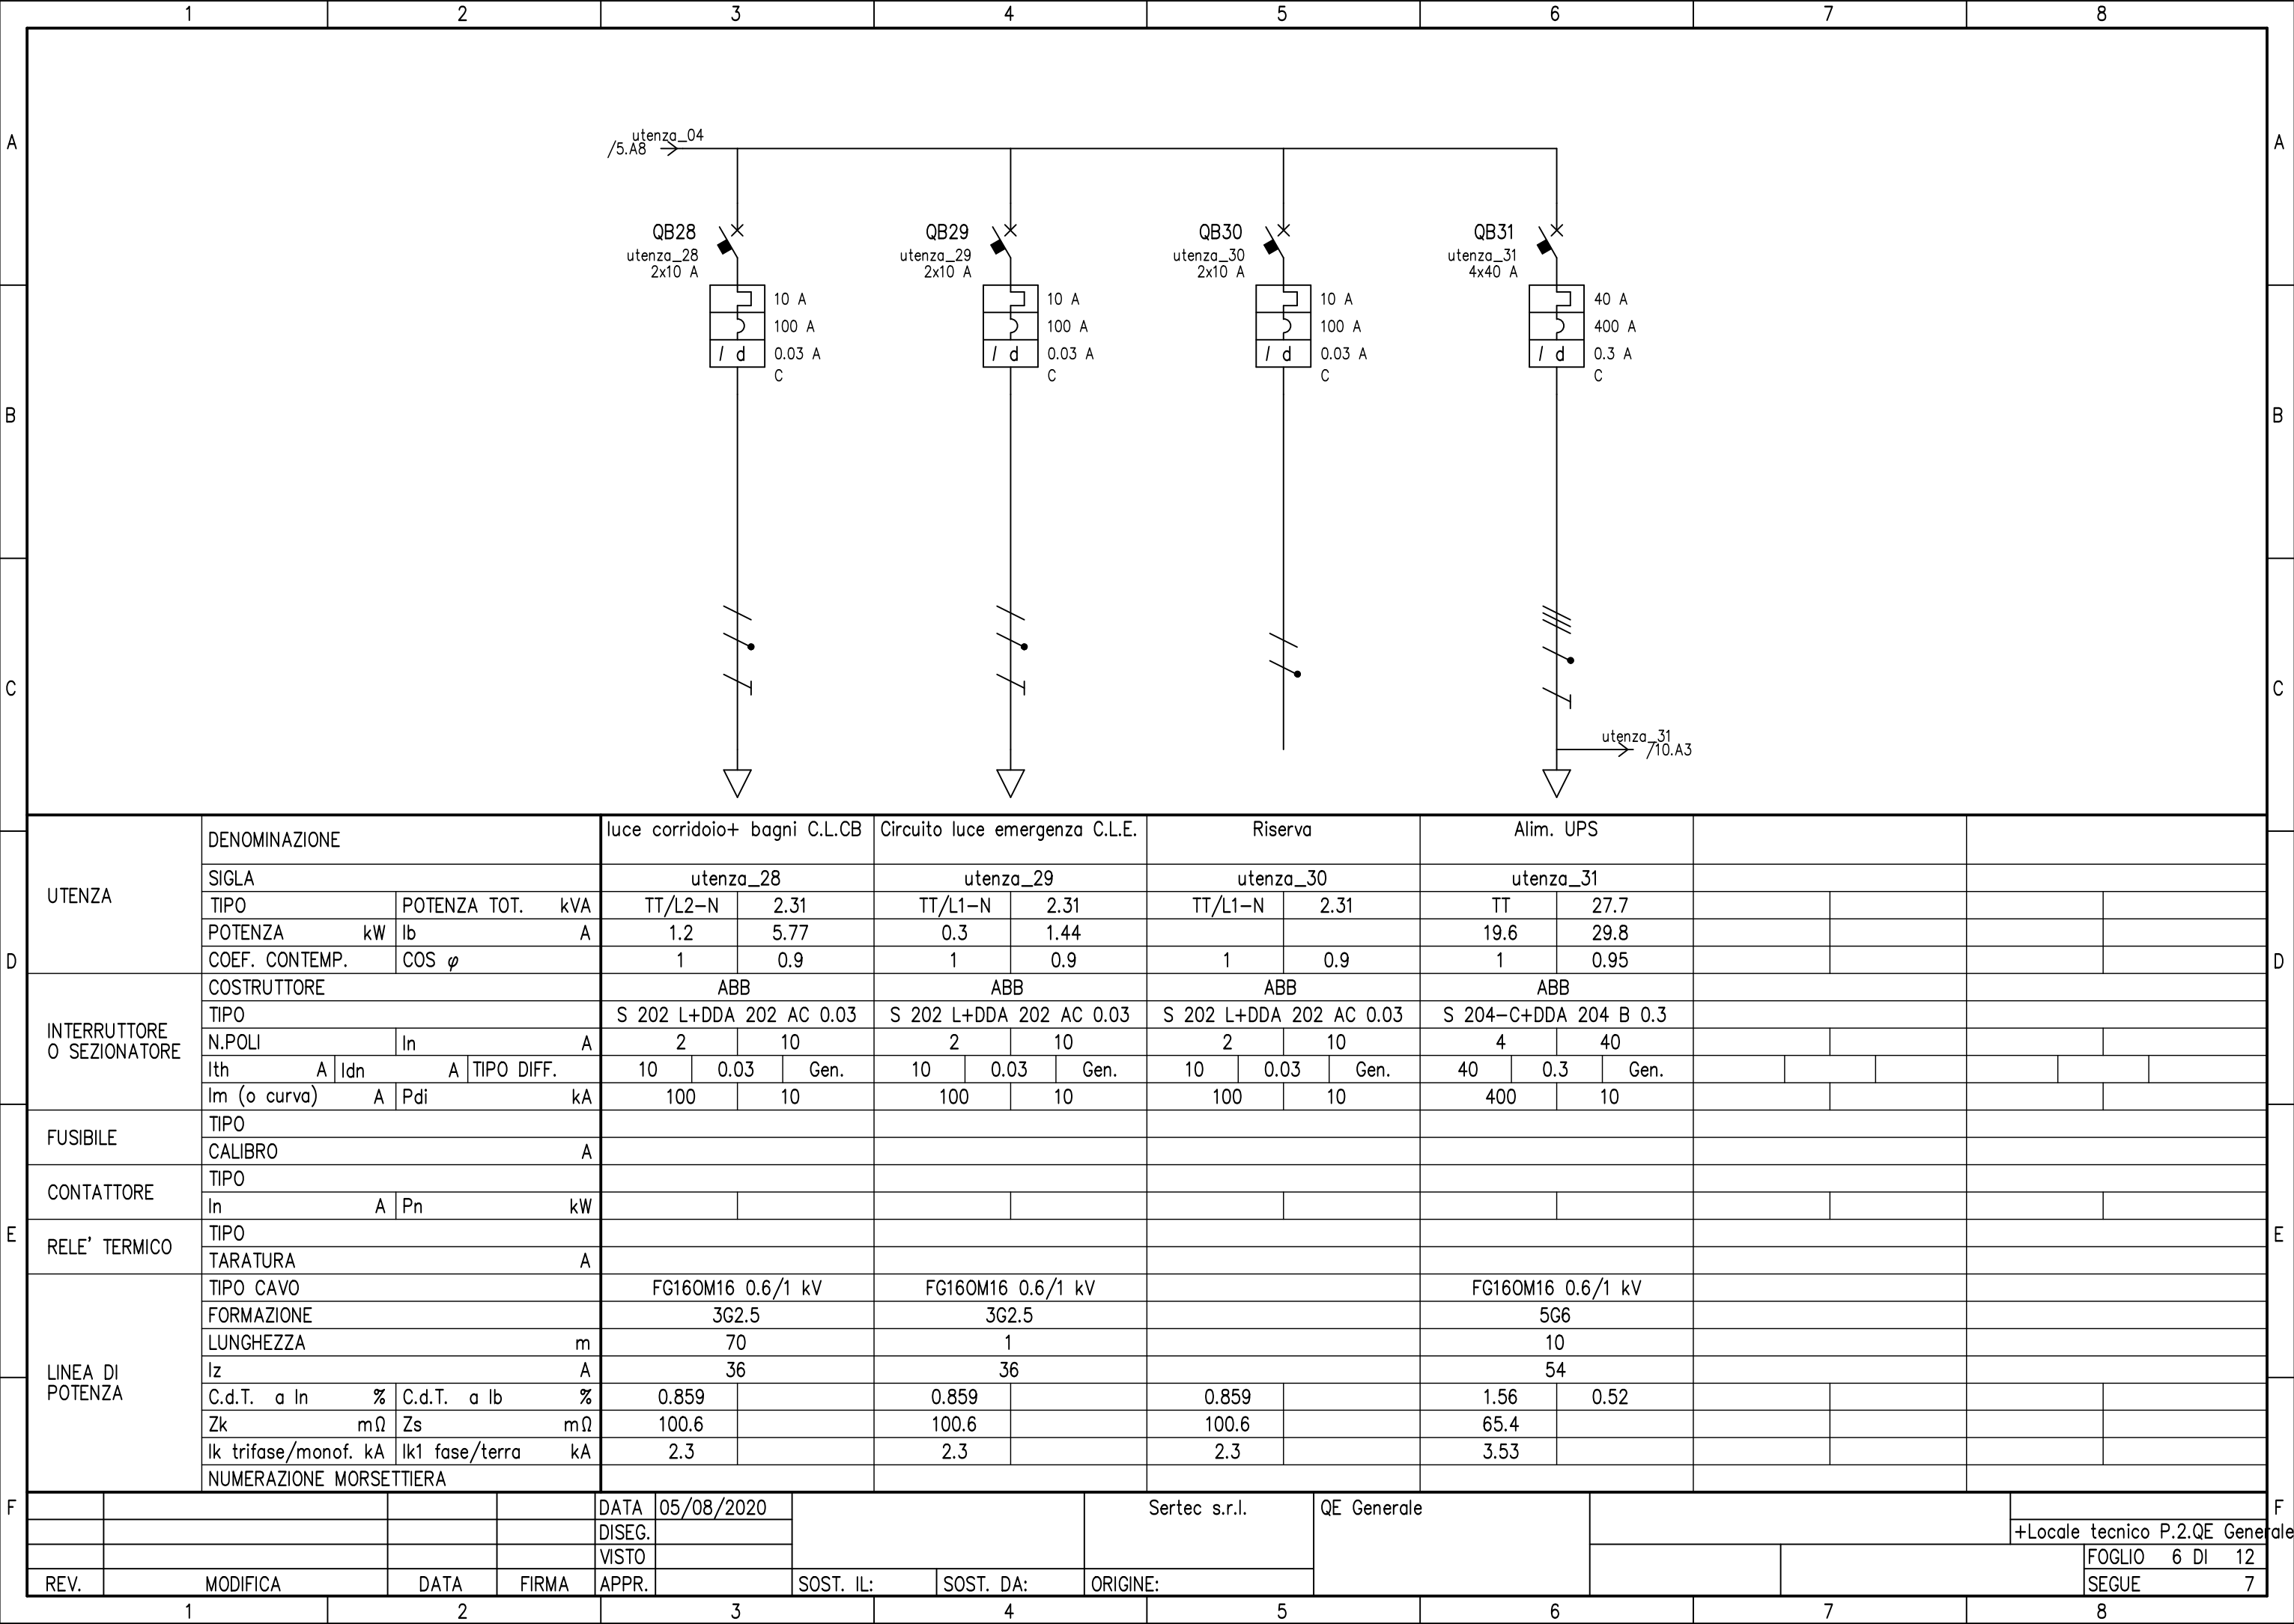 1 2 3 4 5 6 7 8
A A
utenza_04
/5.A8
QB28 QB29 QB30 QB31
utenza_28 utenza_29 utenza_30 utenza_31
2x10 A 2x10 A 2x10 A 4x40 A
10 A 10 A 10 A 40 A
100 A 100 A 100 A 400 A
I d 0.03 A I d 0.03 A I d 0.03 A I d 0.3 A
C C C C
B B
C C
utenza_31
/10.A3
UTENZA
DENOMINAZIONE luce corridoio+ bagni C.L.CB Circuito luce emergenza C.L.E. Riserva Alim. UPS
SIGLA utenza_28 utenza_29 utenza_30 utenza_31
TIPO POTENZA TOT. kVA TT/L2-N 2.31 TT/L1-N 2.31 TT/L1-N 2.31 TT 27.7
POTENZA kW Ib A 1.2 5.77 0.3 1.44 19.6 29.8
D COEF. CONTEMP. COS φ 1 0.9 1 0.9 1 0.9 1 0.95 D
INTERRUTTORE
O SEZIONATORE
COSTRUTTORE ABB ABB ABB ABB
TIPO S 202 L+DDA 202 AC 0.03 S 202 L+DDA 202 AC 0.03 S 202 L+DDA 202 AC 0.03 S 204-C+DDA 204 B 0.3
N.POLI In A 2 10 2 10 2 10 4 40
Ith A Idn A TIPO DIFF. 10 0.03 Gen. 10 0.03 Gen. 10 0.03 Gen. 40 0.3 Gen.
Im (o curva) A Pdi kA 100 10 100 10 100 10 400 10
FUSIBILE
TIPO
CALIBRO A
CONTATTORE
TIPO
In A Pn kW
E RELE' TERMICO E
TIPO
TARATURA A
LINEA DI
POTENZA
TIPO CAVO FG16OM16 0.6/1 kV FG16OM16 0.6/1 kV FG16OM16 0.6/1 kV
FORMAZIONE 3G2.5 3G2.5 5G6
LUNGHEZZA m 70 1 10
Iz A 36 36 54
C.d.T. a In % C.d.T. a Ib % 0.859 0.859 0.859 1.56 0.52
Zk mΩ Zs mΩ 100.6 100.6 100.6 65.4
Ik trifase/monof. kA Ik1 fase/terra kA 2.3 2.3 2.3 3.53
NUMERAZIONE MORSETTIERA
F DATA 05/08/2020 Sertec s.r.l. QE Generale F
DISEG. +Locale tecnico P.2.QE Generale
VISTO FOGLIO 6 DI 12
REV. MODIFICA DATA FIRMA APPR. SOST. IL: SOST. DA: ORIGINE: SEGUE 7
1 2 3 4 5 6 7 8